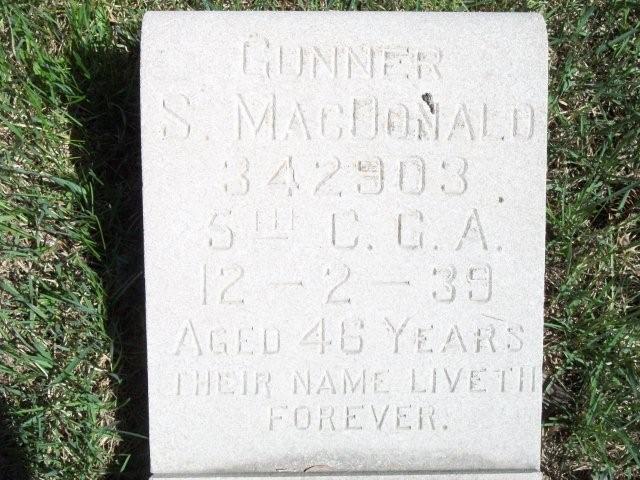 GUNNER
S. MACDONALD
342903
5TH C. G. A.
12-2-39
AGED 46 YEARS
THEIR NAME LIVETH
FOREVER.